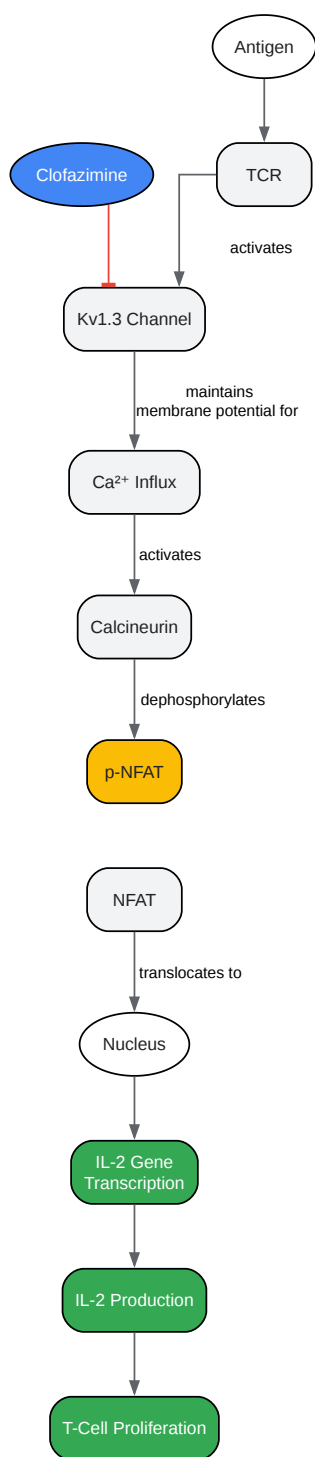 Antigen
Clofazimine
TCR
activates
Kv1.3 Channel
maintains
membrane potential for
Ca²⁺ Influx
activates
Calcineurin
dephosphorylates
p-NFAT
NFAT
translocates to
Nucleus
IL-2 Gene
Transcription
IL-2 Production
T-Cell Proliferation